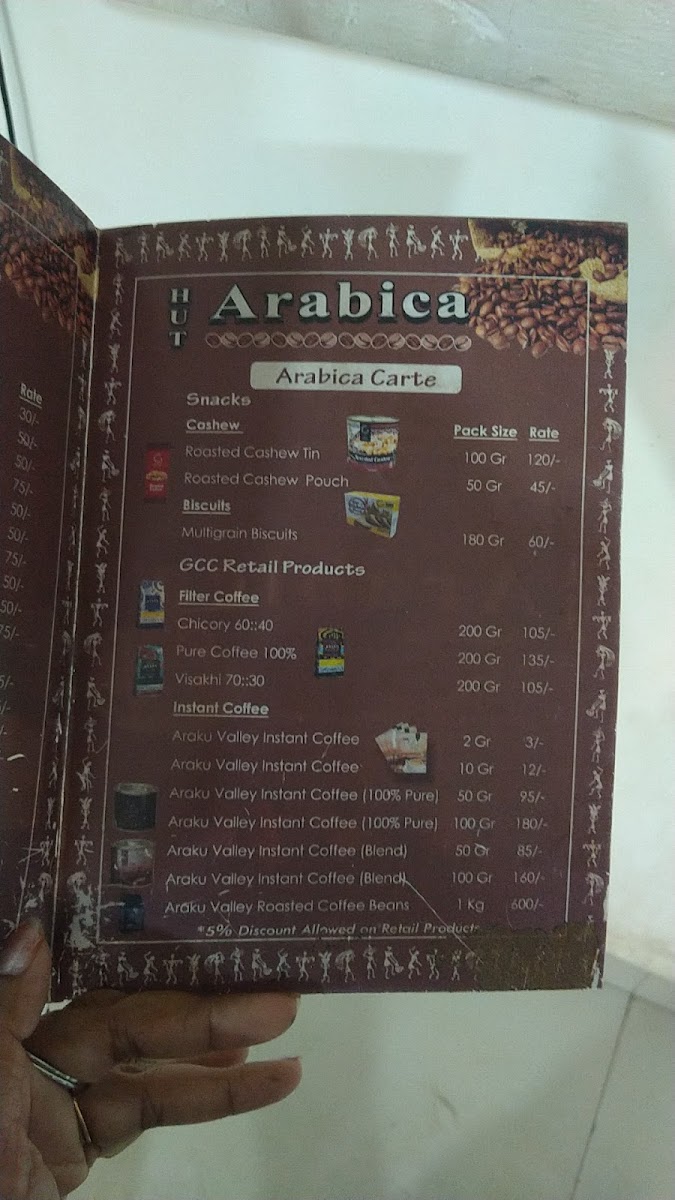 Rate
30/-
50/-
50/-
75/-
50/-
50/-
75/-
50/-
50/-
75/-
HUT Arabica
Arabica Carte
Snacks
Cashew Pack Size Rate
Roasted Cashew Tin 100 Gr 120/-
Roasted Cashew Pouch 50 Gr 45/-
Biscuits
Multigrain Biscuits 180 Gr 60/-
GCC Retail Products
Filter Coffee
Chicory 60::40 200 Gr 105/-
Pure Coffee 100% 200 Gr 135/-
Visakhi 70::30 200 Gr 105/-
Instant Coffee
Araku Valley Instant Coffee 2 Gr 3/-
Araku Valley Instant Coffee 10 Gr 12/-
Araku Valley Instant Coffee (100% Pure) 50 Gr 95/-
Araku Valley Instant Coffee (100% Pure) 100 Gr 180/-
Araku Valley Instant Coffee (Blend) 50 Gr 85/-
Araku Valley Instant Coffee (Blend) 100 Gr 160/-
Araku Valley Roasted Coffee Beans 1 Kg 600/-
*5% Discount Allowed on Retail Products